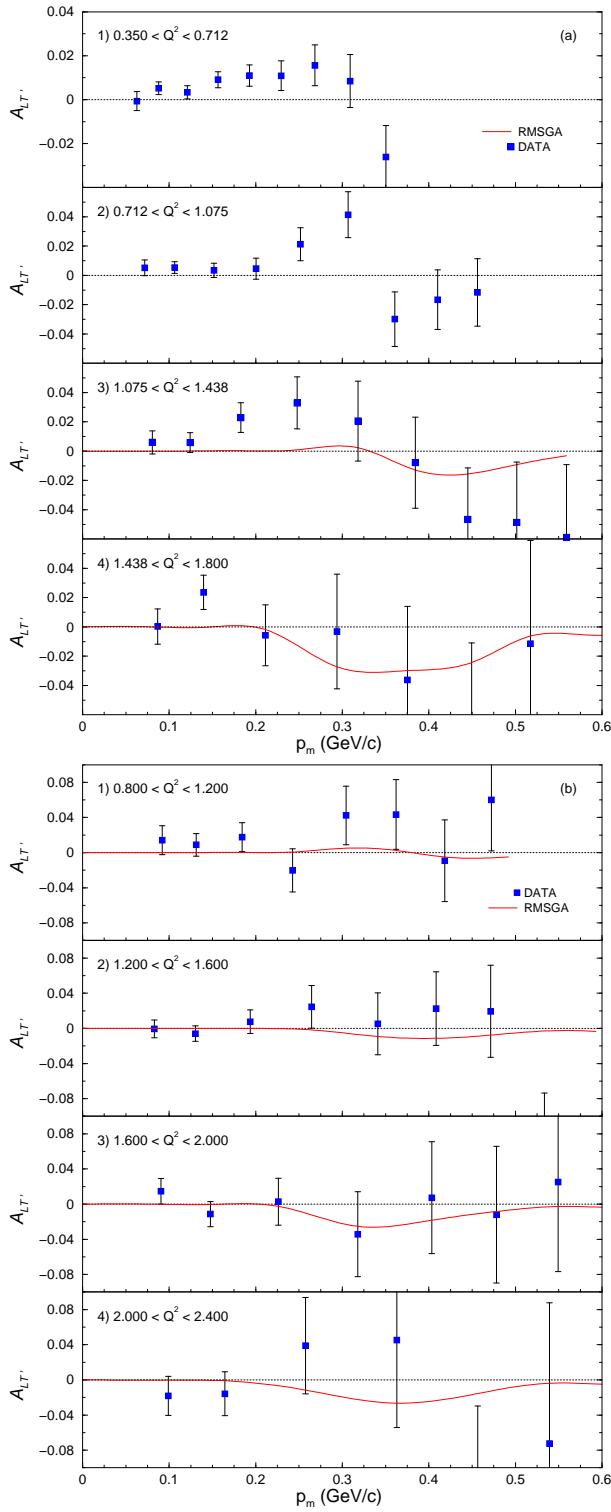 0.04
1) 0.350 < Q² < 0.712
(a)
0.02
0
A_LT'
−0.02
RMSGA
DATA
2) 0.712 < Q² < 1.075
0.04
0.02
0
A_LT'
−0.02
−0.04
3) 1.075 < Q² < 1.438
0.04
0.02
0
A_LT'
−0.02
−0.04
4) 1.438 < Q² < 1.800
0.04
0.02
0
A_LT'
−0.02
−0.04
0 0.1 0.2 0.3 0.4 0.5 0.6
p_m (GeV/c)
1) 0.800 < Q² < 1.200
(b)
0.08
0.04
0
A_LT'
−0.04
DATA
RMSGA
−0.08
2) 1.200 < Q² < 1.600
0.08
0.04
0
A_LT'
−0.04
−0.08
3) 1.600 < Q² < 2.000
0.08
0.04
0
A_LT'
−0.04
−0.08
4) 2.000 < Q² < 2.400
0.08
0.04
0
A_LT'
−0.04
−0.08
0 0.1 0.2 0.3 0.4 0.5 0.6
p_m (GeV/c)